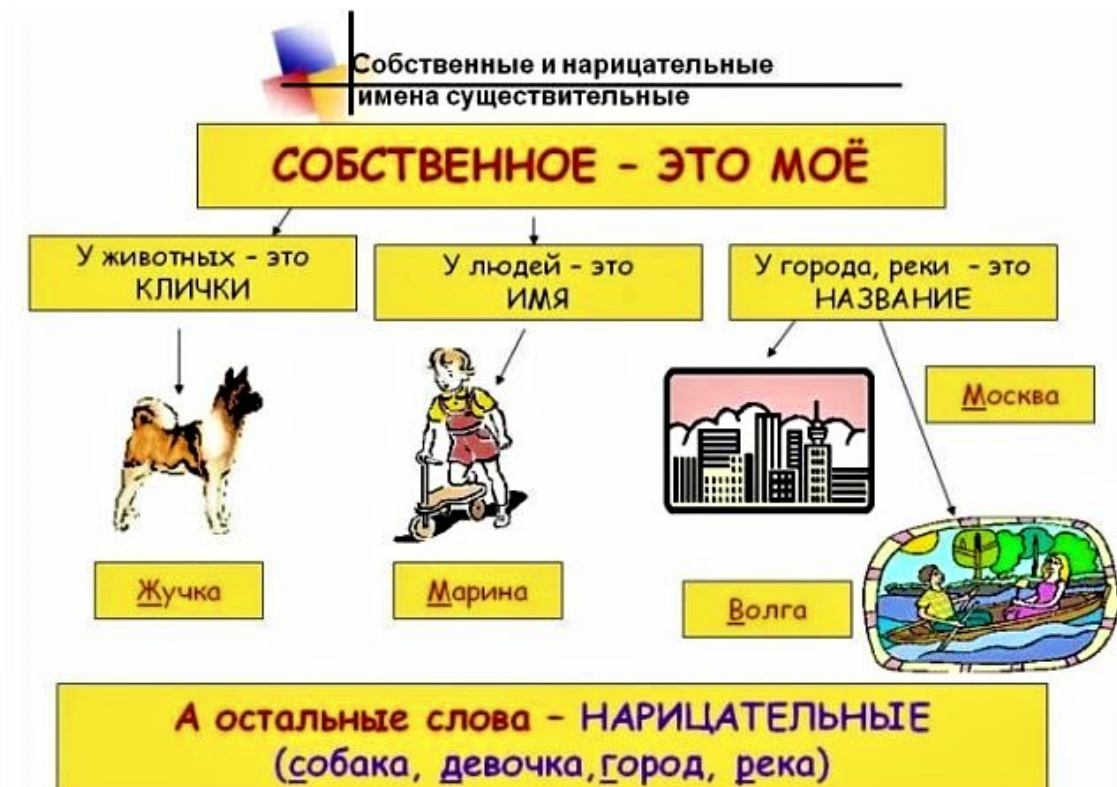 Собственные и нарицательные
имена существительные
СОБСТВЕННОЕ – ЭТО МОЁ
У животных – это
КЛИЧКИ
У людей – это
ИМЯ
У города, реки – это
НАЗВАНИЕ
Москва
Жучка
Марина
Волга
А остальные слова – НАРИЦАТЕЛЬНЫЕ
(собака, девочка,город, река)